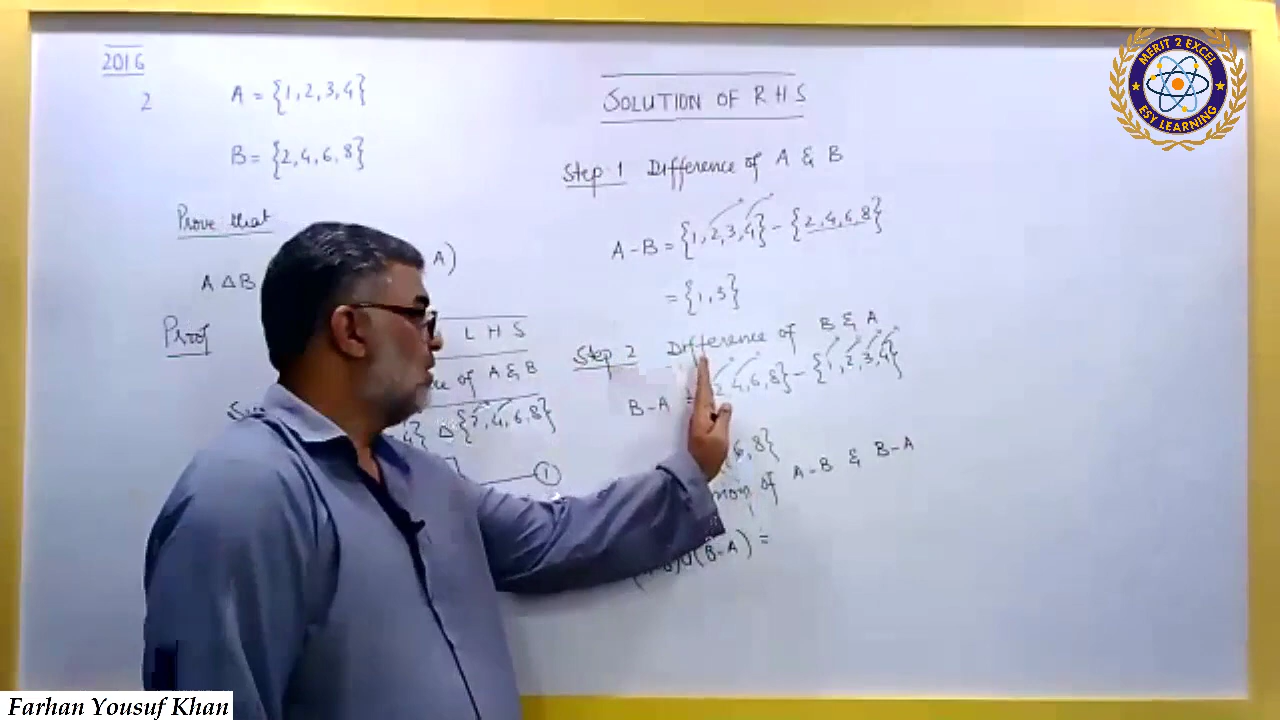 2016
2
A = {1,2,3,4}
B = {2,4,6,8}
Prove that
A Δ B
A)
Proof
L H S
of A & B
4} Δ {2,4,6,8}
1
SOLUTION OF R H S
Step 1 Difference of A & B
A-B = {1,2,3,4} - {2,4,6,8}
= {1,3}
Step 2 Difference of B & A
B-A = 2,4,6,8} - {1,2,3,4}
6,8}
of A-B & B-A
U(B-A) =
MERIT 2 EXCEL
ESY LEARNING
Farhan Yousuf Khan